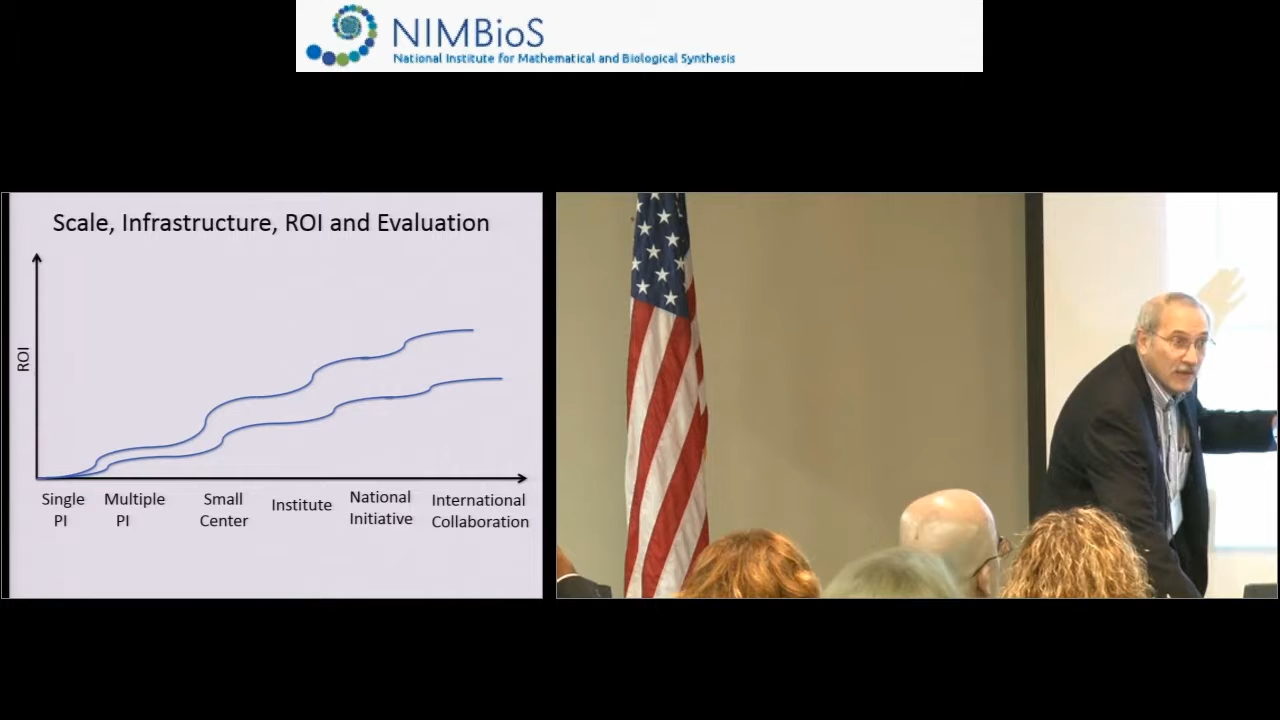 NIMBioS
National Institute for Mathematical and Biological Synthesis
Scale, Infrastructure, ROI and Evaluation
ROI
Single PI
Multiple PI
Small Center
Institute
National Initiative
International Collaboration